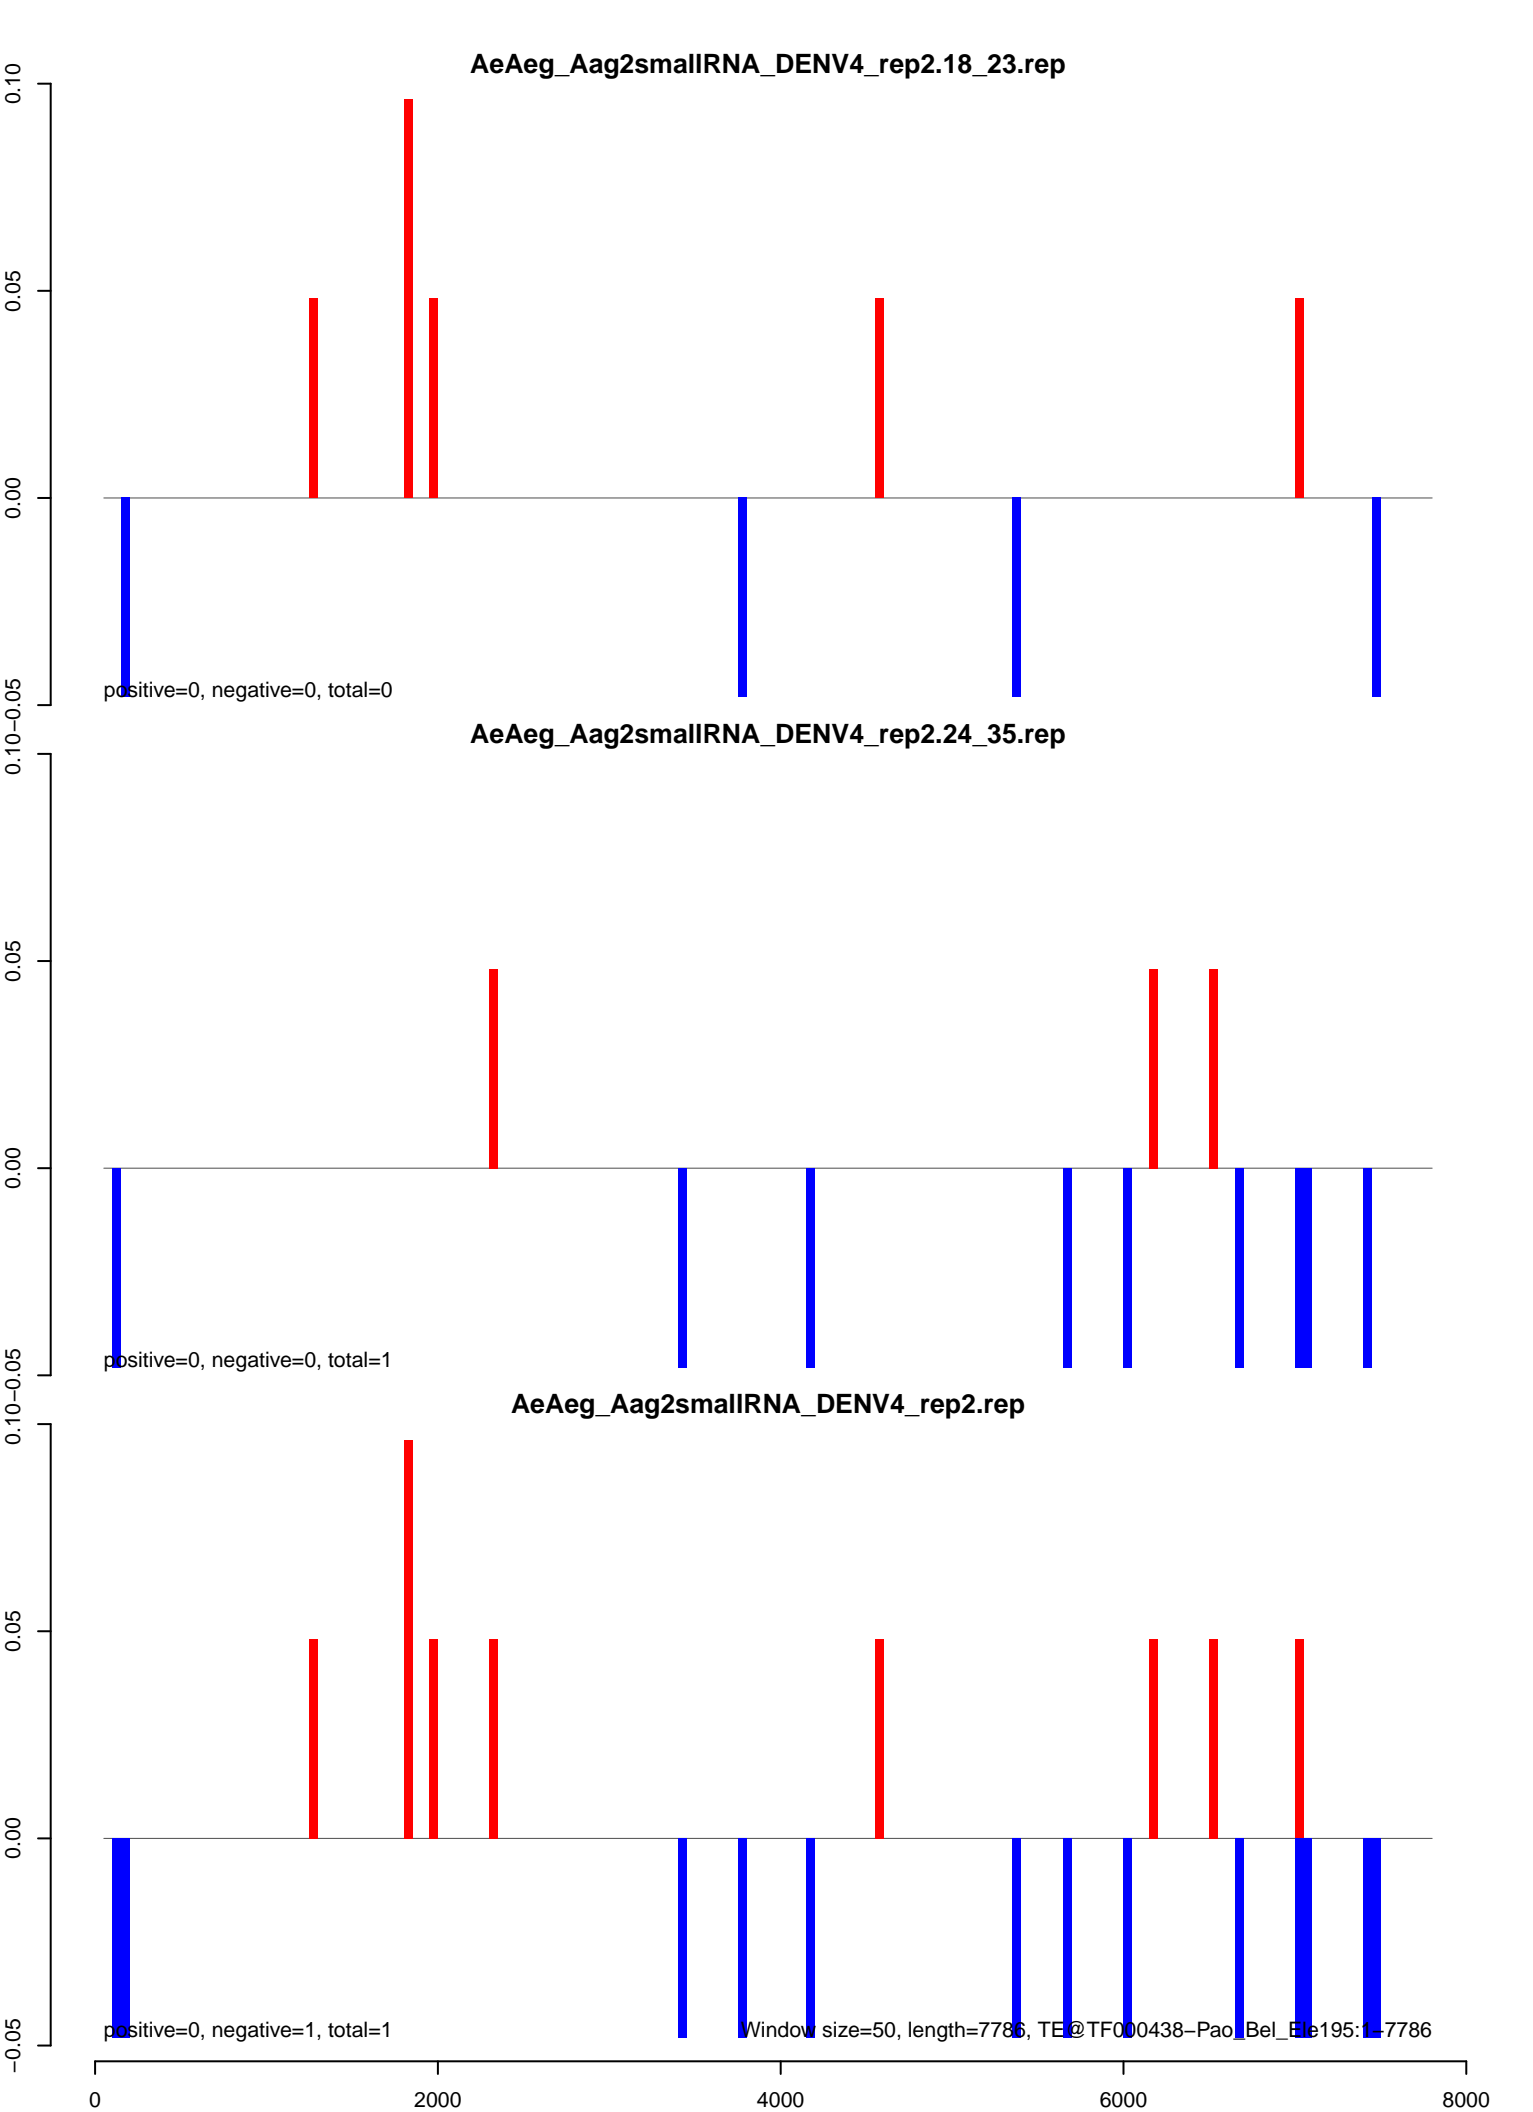 AeAeg_Aag2smallRNA_DENV4_rep2.18_23.rep
0.10
0.05
0.00
−0.05
positive=0, negative=0, total=0
AeAeg_Aag2smallRNA_DENV4_rep2.24_35.rep
0.10
0.05
0.00
−0.05
positive=0, negative=0, total=1
AeAeg_Aag2smallRNA_DENV4_rep2.rep
0.10
0.05
0.00
−0.05
positive=0, negative=1, total=1
Window size=50, length=7786, TE@TF000438−Pao_Bel_Ele195:1−7786
0 2000 4000 6000 8000